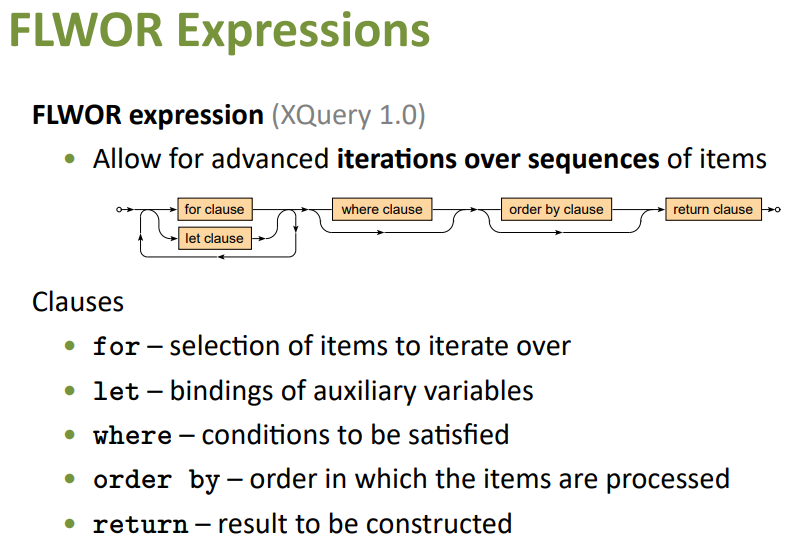 FLWOR Expressions
FLWOR expression (XQuery 1.0)
• Allow for advanced iterations over sequences of items
for clause
where clause
order by clause
return clause
let clause
Clauses
• for – selection of items to iterate over
• let – bindings of auxiliary variables
• where – conditions to be satisfied
• order by – order in which the items are processed
• return – result to be constructed